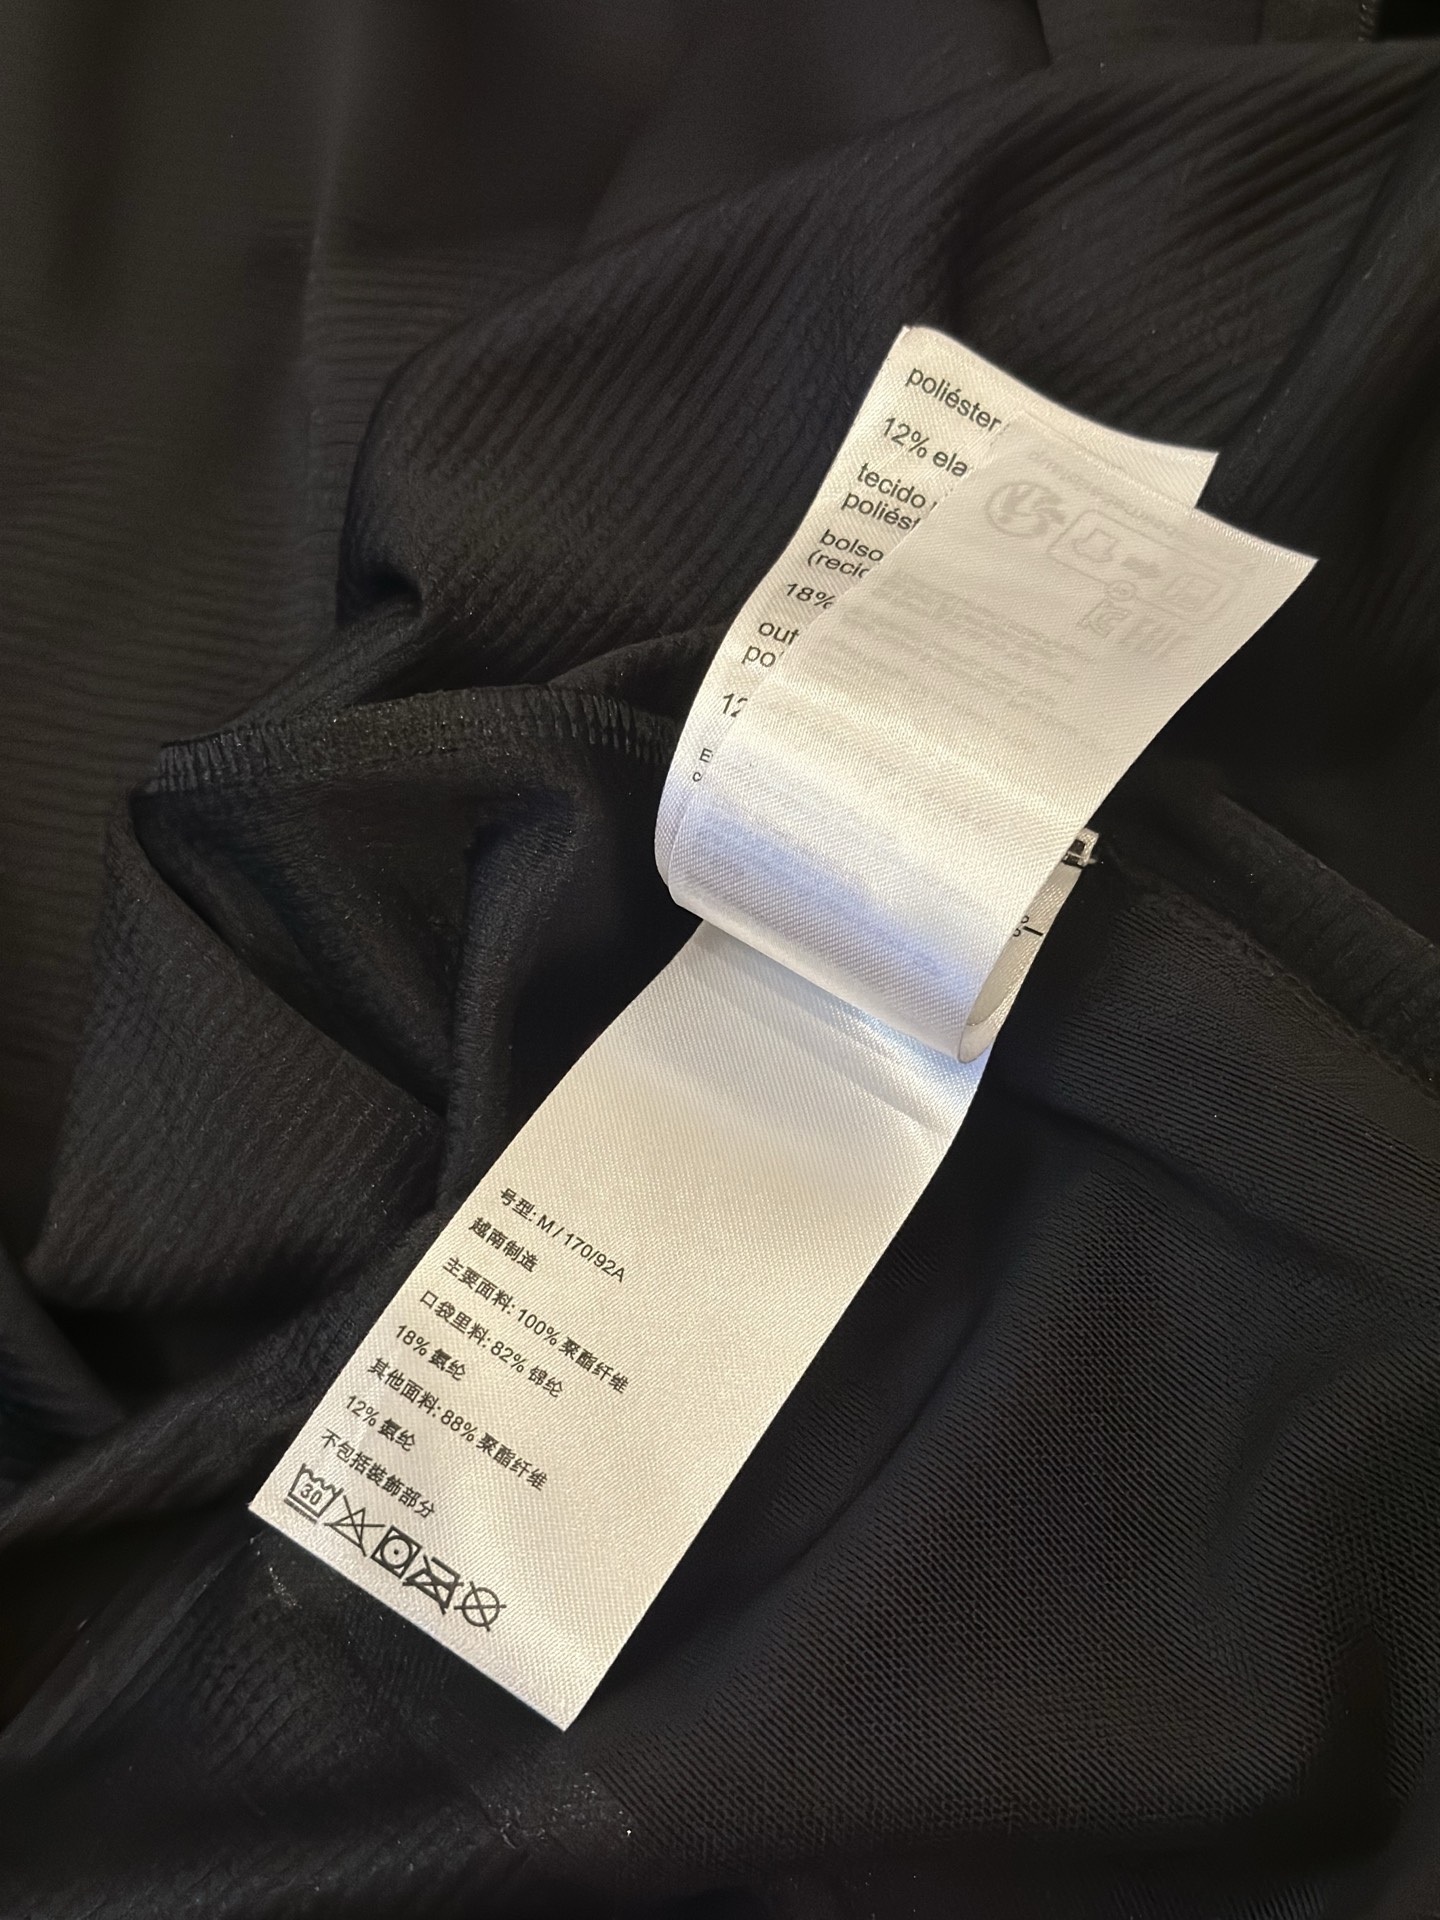 poliéster
12% ela
tecido
poliést
bolso
(recic
18%
out
po
12
号型: M / 170/92A
越南制造
主要面料: 100% 聚酯纤维
口袋里料: 82% 锦纶
18% 氨纶
其他面料: 88% 聚酯纤维
12% 氨纶
不包括装飾部分
30